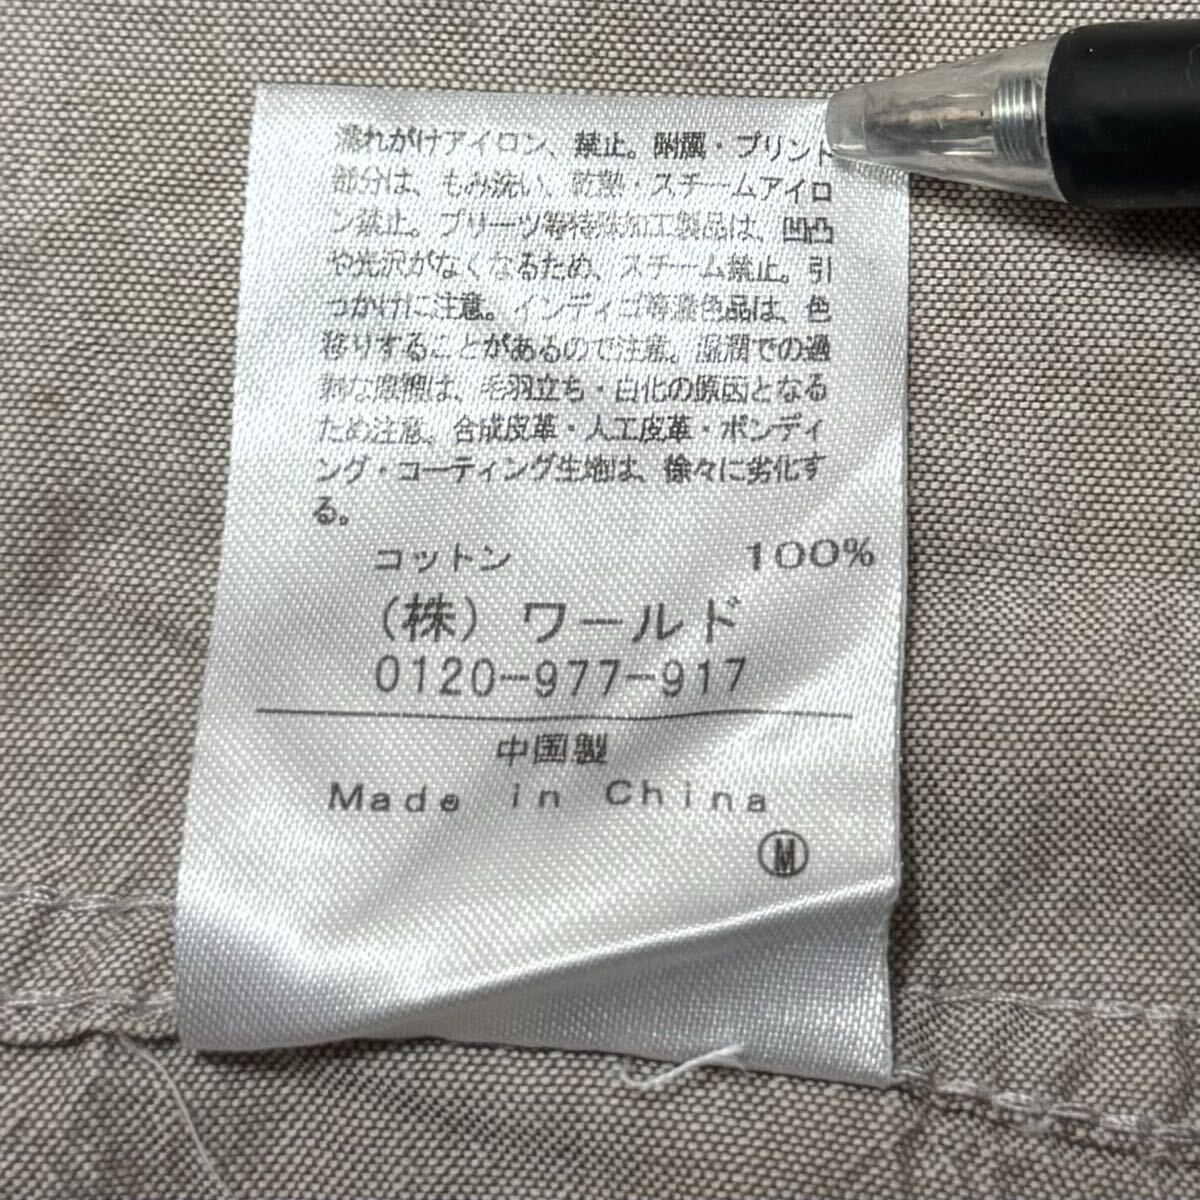 濡れがけアイロン、禁止。附属・プリント
部分は、もみ洗い、乾熱・スチームアイロ
ン禁止。プリーツ等特殊加工製品は、凹凸
や光沢がなくなるため、スチーム禁止。引
っかけに注意。インディゴ等濃色品は、色
移りすることがあるので注意。湿潤での過
剰な摩擦は、毛羽立ち・白化の原因となる
ため注意。合成皮革・人工皮革・ボンディ
ング・コーティング生地は、徐々に劣化す
る。
コットン 100%
(株)ワールド
0120-977-917
中国製
Made in China
Ⓜ